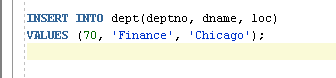 INSERT INTO dept(deptno, dname, loc)
VALUES (70, 'Finance', 'Chicago');